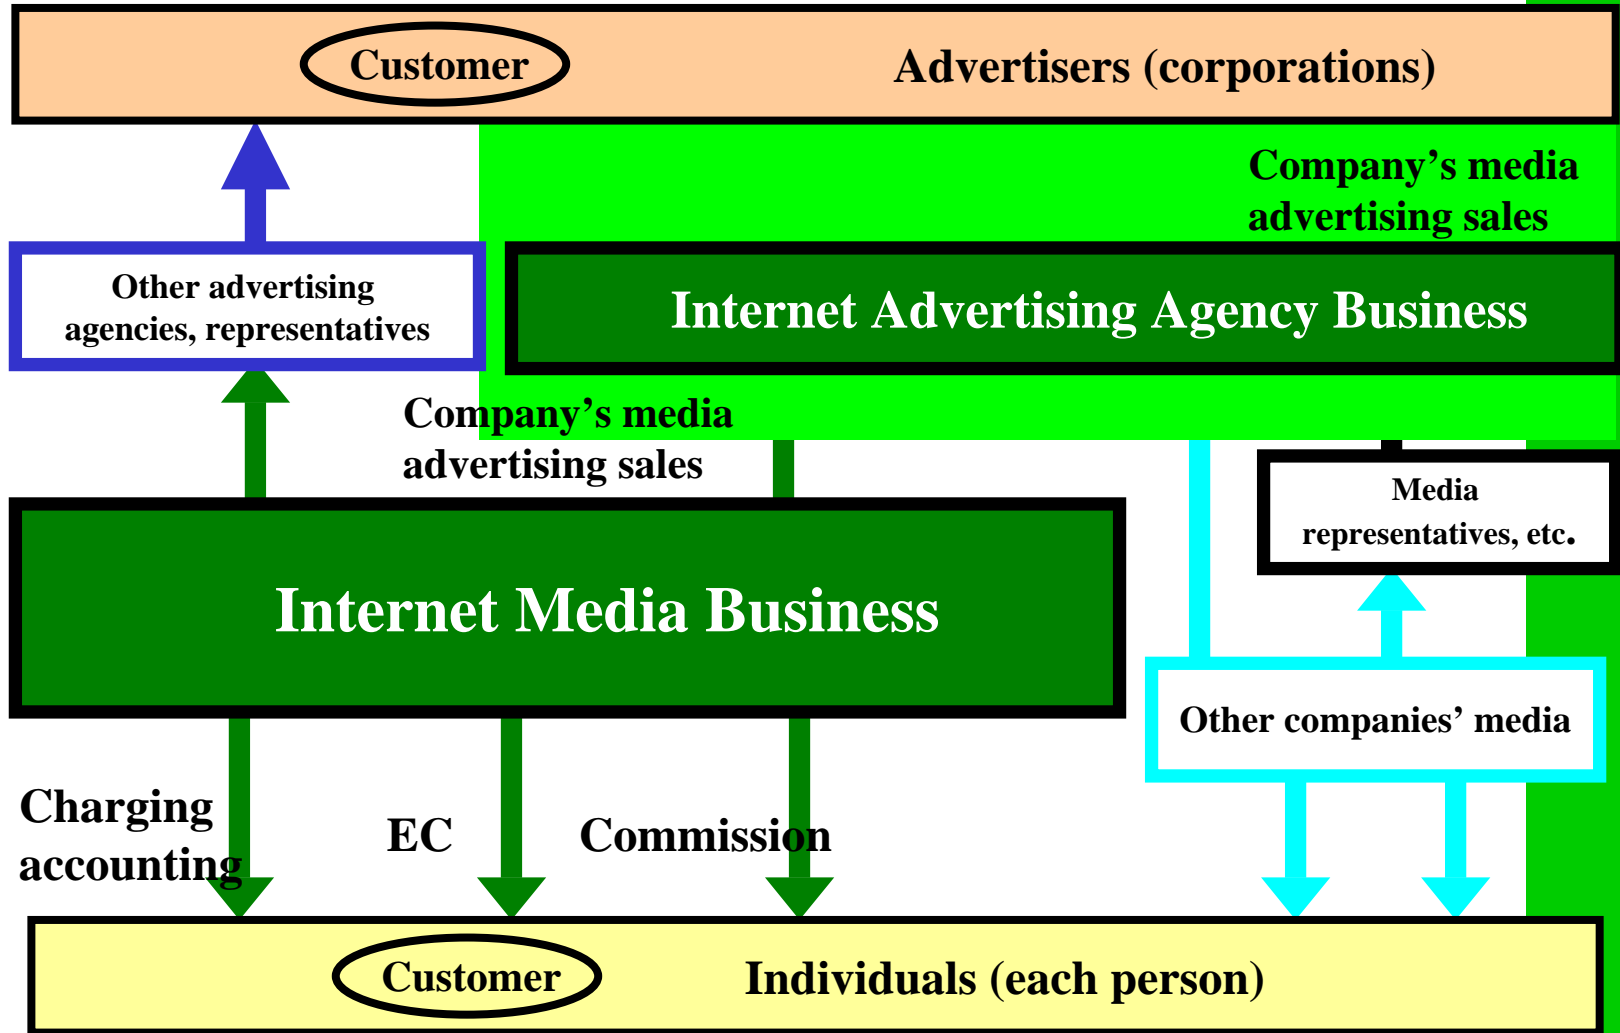 Customer
Advertisers (corporations)
Company’s media
advertising sales
Other advertising
agencies, representatives
Internet Advertising Agency Business
Company’s media
advertising sales
Media
representatives, etc.
Internet Media Business
Other companies’ media
Charging
accounting
EC
Commission
Customer
Individuals (each person)